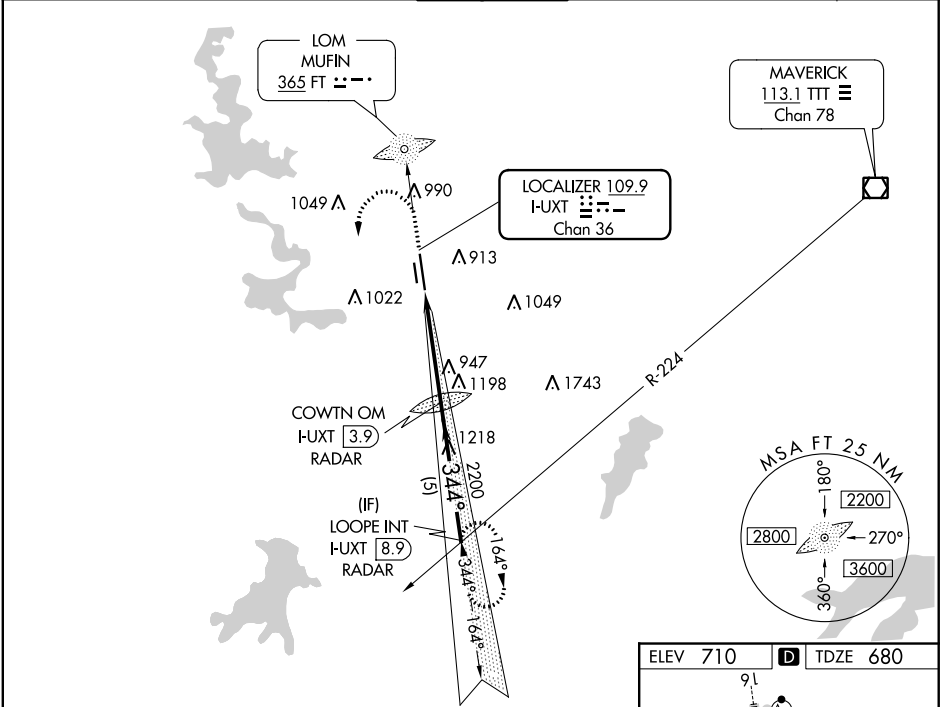 LOM
MUFIN
365 FT
MAVERICK
113.1 TTT
Chan 78
LOCALIZER 109.9
I-UXT
Chan 36
1049
990
913
1022
1049
947
1198
1743
R-224
COWTN OM
I-UXT 3.9
RADAR
1218
2200
344°
(5)
(IF)
LOOPE INT
I-UXT 8.9
RADAR
164°
344°
164°
MSA FT 25 NM
180°
2200
2800
270°
3600
360°
ELEV 710 D TDZE 680
16